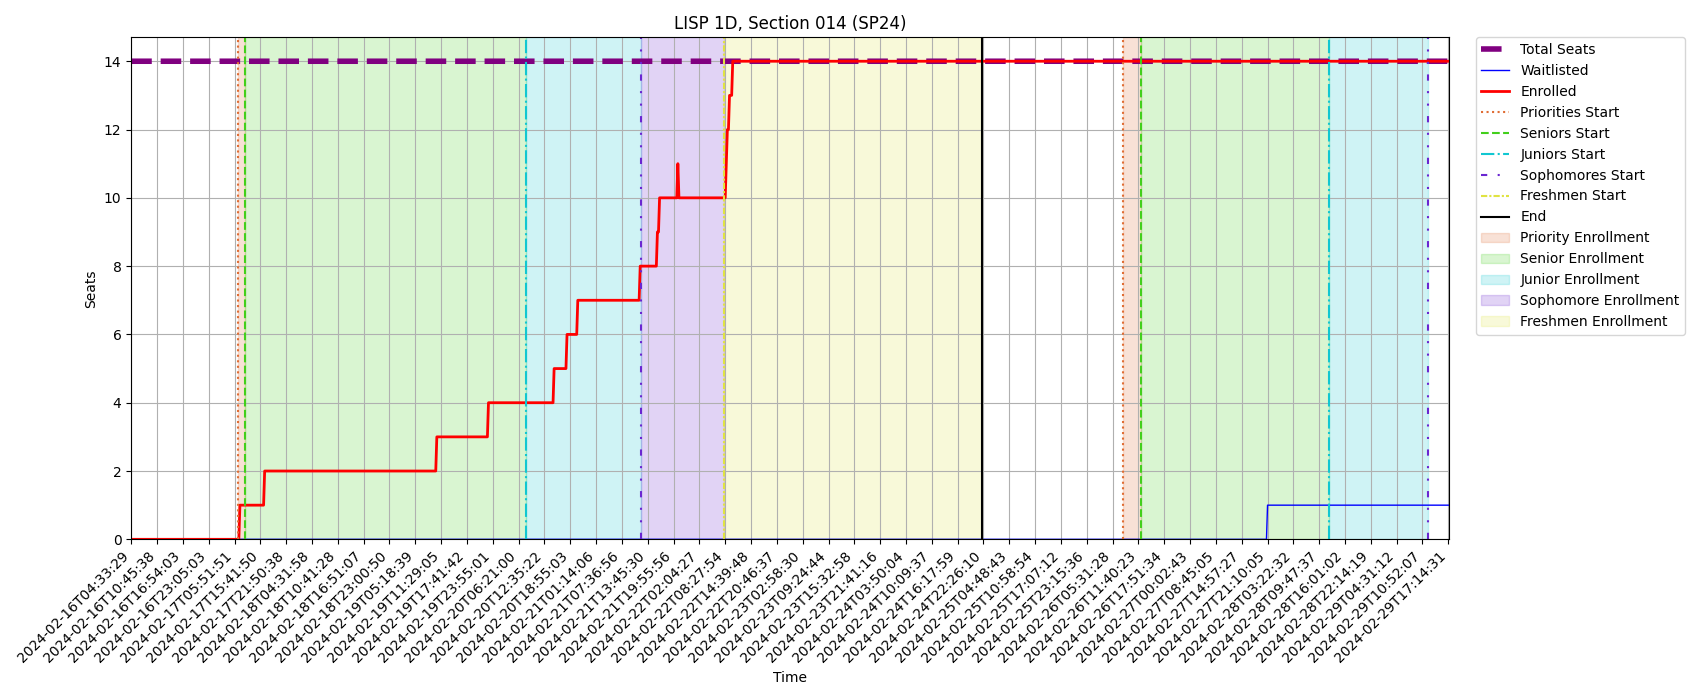 LISP 1D, Section 014 (SP24)
Seats
14
12
10
8
6
4
2
0
2024-02-16T04:33:29
2024-02-16T10:45:38
2024-02-16T16:54:03
2024-02-16T23:05:03
2024-02-17T05:51:51
2024-02-17T15:41:50
2024-02-17T21:50:38
2024-02-18T04:31:58
2024-02-18T10:41:28
2024-02-18T16:51:07
2024-02-18T23:00:50
2024-02-19T05:18:39
2024-02-19T11:29:05
2024-02-19T17:41:42
2024-02-19T23:55:01
2024-02-20T06:21:00
2024-02-20T12:35:22
2024-02-20T18:55:03
2024-02-21T01:14:06
2024-02-21T07:36:56
2024-02-21T13:45:30
2024-02-21T19:55:56
2024-02-22T02:04:27
2024-02-22T08:27:54
2024-02-22T14:39:48
2024-02-22T20:46:37
2024-02-23T02:58:30
2024-02-23T09:24:44
2024-02-23T15:32:58
2024-02-23T21:41:16
2024-02-24T03:50:04
2024-02-24T10:09:37
2024-02-24T16:17:59
2024-02-24T22:26:10
2024-02-25T04:48:43
2024-02-25T10:58:54
2024-02-25T17:07:12
2024-02-25T23:15:36
2024-02-26T05:31:28
2024-02-26T11:40:23
2024-02-26T17:51:34
2024-02-27T00:02:43
2024-02-27T08:45:05
2024-02-27T14:57:27
2024-02-27T21:10:05
2024-02-28T03:22:32
2024-02-28T09:47:37
2024-02-28T16:01:02
2024-02-28T22:14:19
2024-02-29T04:31:12
2024-02-29T10:52:07
2024-02-29T17:14:31
Time
Total Seats
Waitlisted
Enrolled
Priorities Start
Seniors Start
Juniors Start
Sophomores Start
Freshmen Start
End
Priority Enrollment
Senior Enrollment
Junior Enrollment
Sophomore Enrollment
Freshmen Enrollment